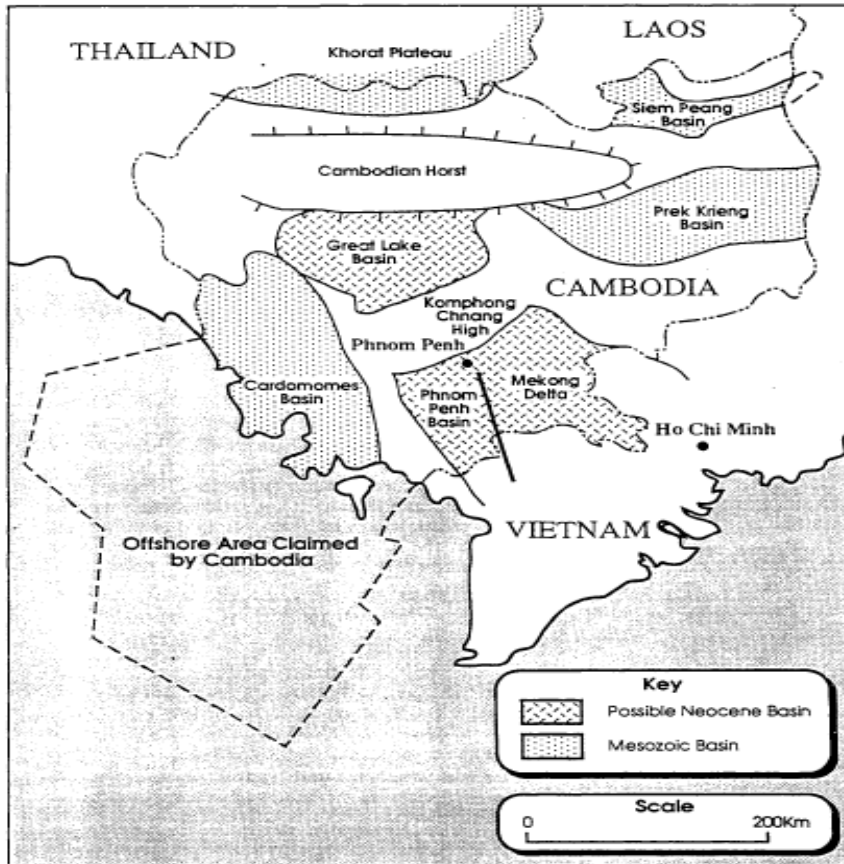 THAILAND
LAOS
Khorat Plateau
Siem Peang
Basin
Cambodian Horst
Prek Krieng
Basin
Great Lake
Basin
CAMBODIA
Komphong
Chnang
High
Phnom Penh
Cardomomes
Basin
Phnom
Penh
Basin
Mekong
Delta
Ho Chi Minh
VIETNAM
Offshore Area Claimed
by Cambodia
Key
Possible Neocene Basin
Mesozoic Basin
Scale
0
200Km